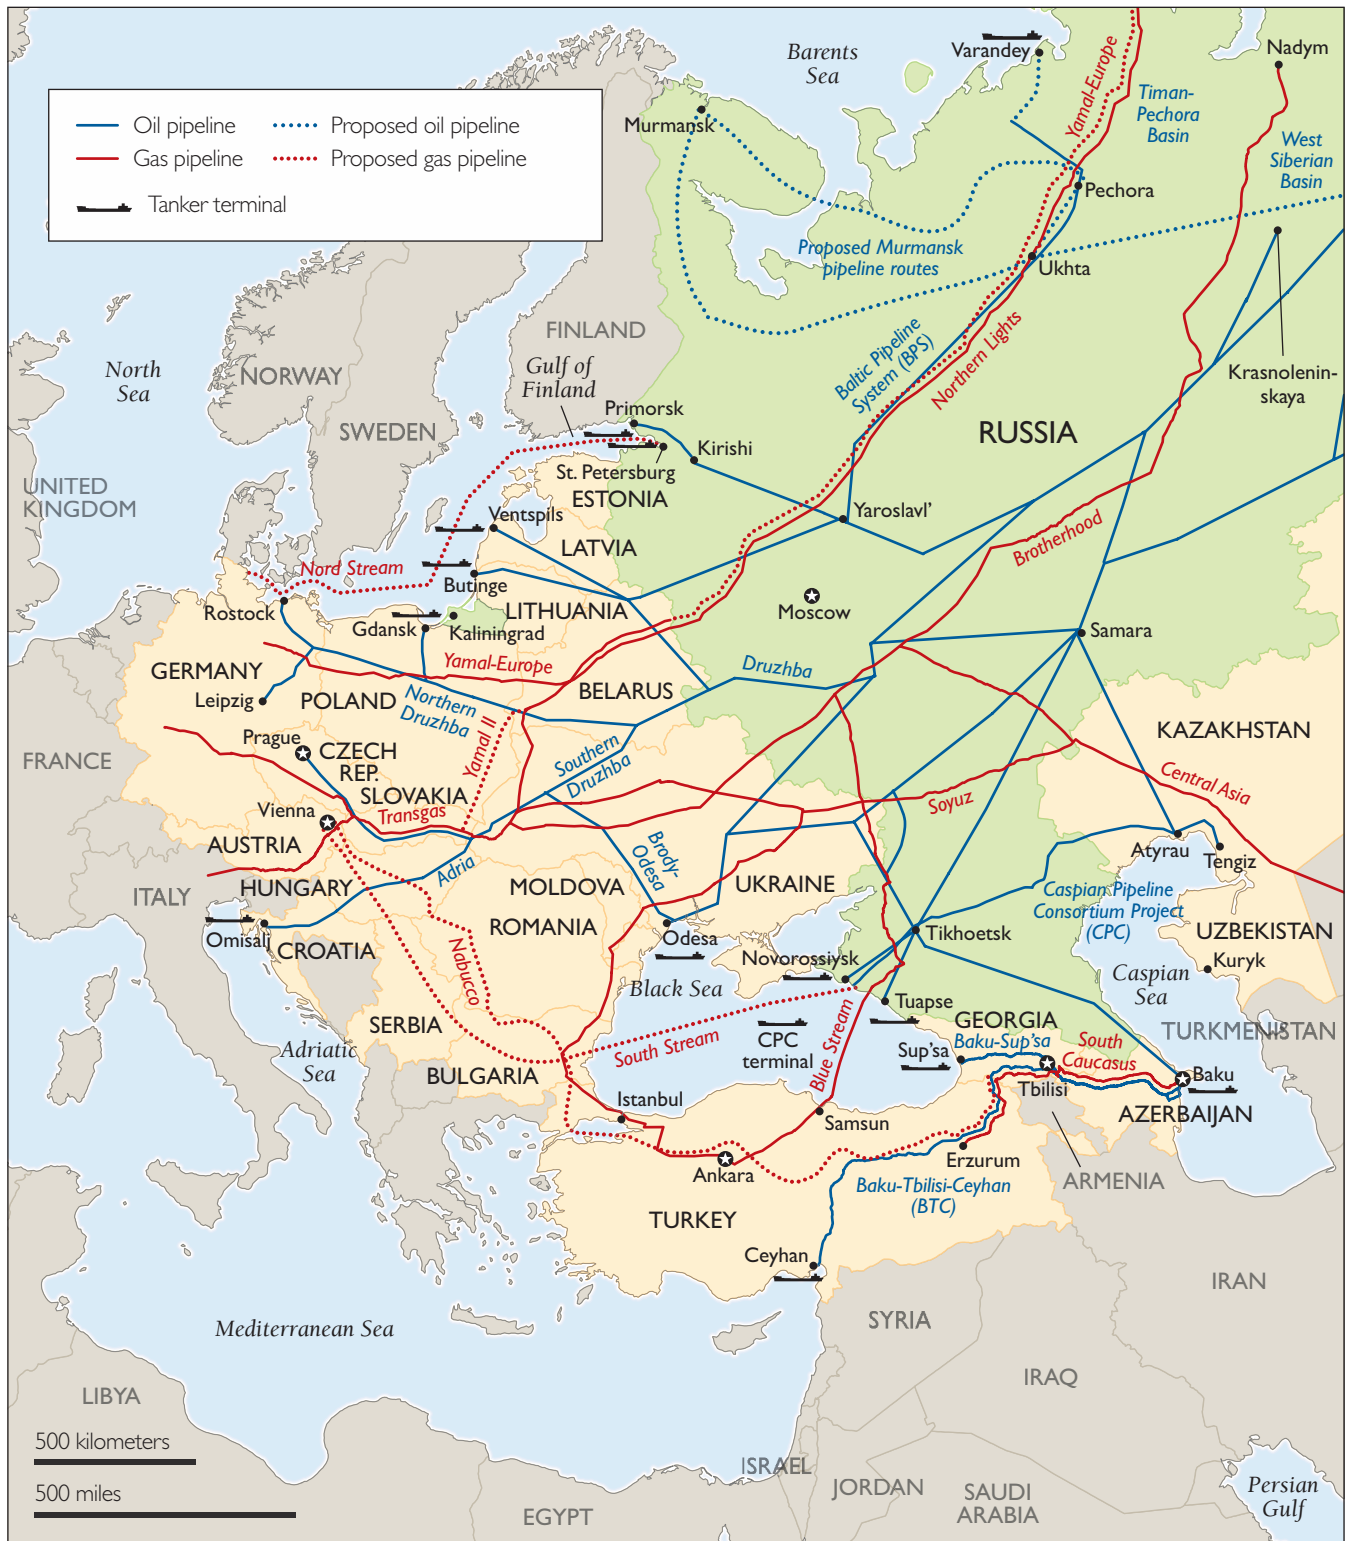 Barents
Sea
Varandey
Nadym
Yamal-Europe
Timan-
Pechora
Basin
West
Siberian
Basin
Oil pipeline
Proposed oil pipeline
Gas pipeline
Proposed gas pipeline
Tanker terminal
Murmansk
Pechora
Proposed Murmansk
pipeline routes
Ukhta
FINLAND
Baltic Pipeline
System (BPS)
Northern Lights
North
Sea
NORWAY
Gulf of
Finland
Krasnolenin-
skaya
SWEDEN
Primorsk
Kirishi
RUSSIA
St. Petersburg
ESTONIA
UNITED
KINGDOM
Ventspils
Yaroslavl'
LATVIA
Brotherhood
Nord Stream
Butinge
Rostock
LITHUANIA
Moscow
Gdansk
Kaliningrad
Samara
Yamal-Europe
Druzhba
GERMANY
Leipzig
POLAND
Northern
Druzhba
BELARUS
KAZAKHSTAN
Prague
CZECH
REP.
Yamal II
Southern
Druzhba
FRANCE
SLOVAKIA
Central Asia
Vienna
Transgas
Soyuz
AUSTRIA
Adria
Brody-
Odesa
Atyrau
Tengiz
ITALY
HUNGARY
MOLDOVA
UKRAINE
Caspian Pipeline
Consortium Project
(CPC)
ROMANIA
UZBEKISTAN
Omisalj
CROATIA
Odesa
Tikhoetsk
Kuryk
Nabucco
Novorossiysk
Caspian
Sea
Black Sea
Tuapse
SERBIA
GEORGIA
TURKMENISTAN
Adriatic
Sea
South Stream
CPC
terminal
Blue Stream
Sup'sa
Baku-Sup'sa
South
Caucasus
BULGARIA
Tbilisi
Baku
Istanbul
Samsun
AZERBAIJAN
Erzurum
Ankara
ARMENIA
Baku-Tbilisi-Ceyhan
(BTC)
TURKEY
Ceyhan
IRAN
Mediterranean Sea
SYRIA
IRAQ
LIBYA
500 kilometers
ISRAEL
JORDAN
500 miles
EGYPT
SAUDI
ARABIA
Persian
Gulf